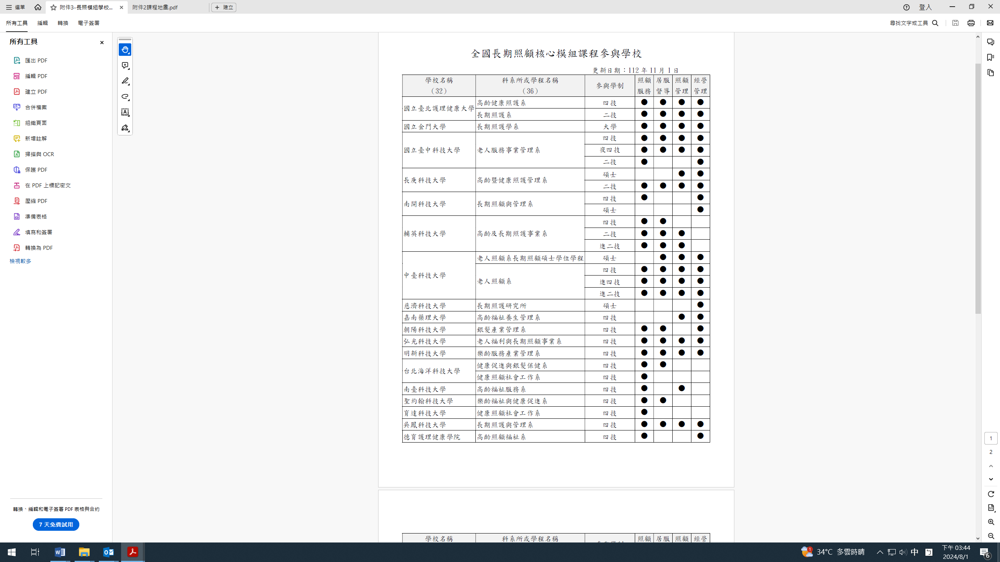 選單
附件3-長照模組學校...
附件2課程地圖.pdf
建立
登入
所有工具
編輯
轉換
電子簽署
尋找文字或工具
所有工具
匯出 PDF
編輯 PDF
建立 PDF
合併檔案
組織頁面
新增註解
掃描與 OCR
保護 PDF
在 PDF 上標記密文
壓縮 PDF
準備表格
填寫和簽署
轉換為 PDF
檢視較多
轉換、編輯和電子簽署 PDF 表格與合約
7 天免費試用
全國長期照顧核心模組課程參與學校
更新日期：112 年 11 月 1 日
學校名稱（32） 科系所或學程名稱（36） 參與學制 照顧服務 居服督導 照顧管理 經營管理
國立臺北護理健康大學 高齡健康照護系 四技 ● ● ● ●
長期照護系 二技 ● ● ● ●
國立金門大學 長期照護學系 大學 ● ● ● ●
國立臺中科技大學 老人服務事業管理系 四技 ● ● ● ●
夜四技 ● ● ● ●
二技 ● ●
長庚科技大學 高齡暨健康照護管理系 碩士 ● ●
二技 ● ● ● ●
南開科技大學 長期照顧與管理系 四技 ● ●
碩士 ●
輔英科技大學 高齡及長期照護事業系 四技 ● ●
二技 ● ● ●
進二技 ● ● ●
中臺科技大學 老人照顧系長期照顧碩士學位學程 碩士 ● ● ●
老人照顧系 四技 ● ● ● ●
進四技 ● ● ● ●
進二技 ● ● ● ●
慈濟科技大學 長期照護研究所 碩士 ●
嘉南藥理大學 高齡福祉養生管理系 四技 ● ●
朝陽科技大學 銀髮產業管理系 四技 ● ● ●
弘光科技大學 老人福利與長期照顧事業系 四技 ● ● ● ●
明新科技大學 樂齡服務產業管理系 四技 ● ● ● ●
台北海洋科技大學 健康促進與銀髮保健系 四技 ● ●
健康照顧社會工作系 四技 ●
南臺科技大學 高齡福祉服務系 四技 ● ●
聖約翰科技大學 樂齡福祉與健康促進系 四技 ● ●
育達科技大學 健康照顧社會工作系 四技 ●
吳鳳科技大學 長期照護與管理系 四技 ● ● ● ●
德育護理健康學院 高齡照顧福祉系 四技 ● ●
學校名稱 科系所或學程名稱 照顧 居服 照顧 經營
1
2
34°C 多雲時晴
中
下午 03:44
2024/8/1
6